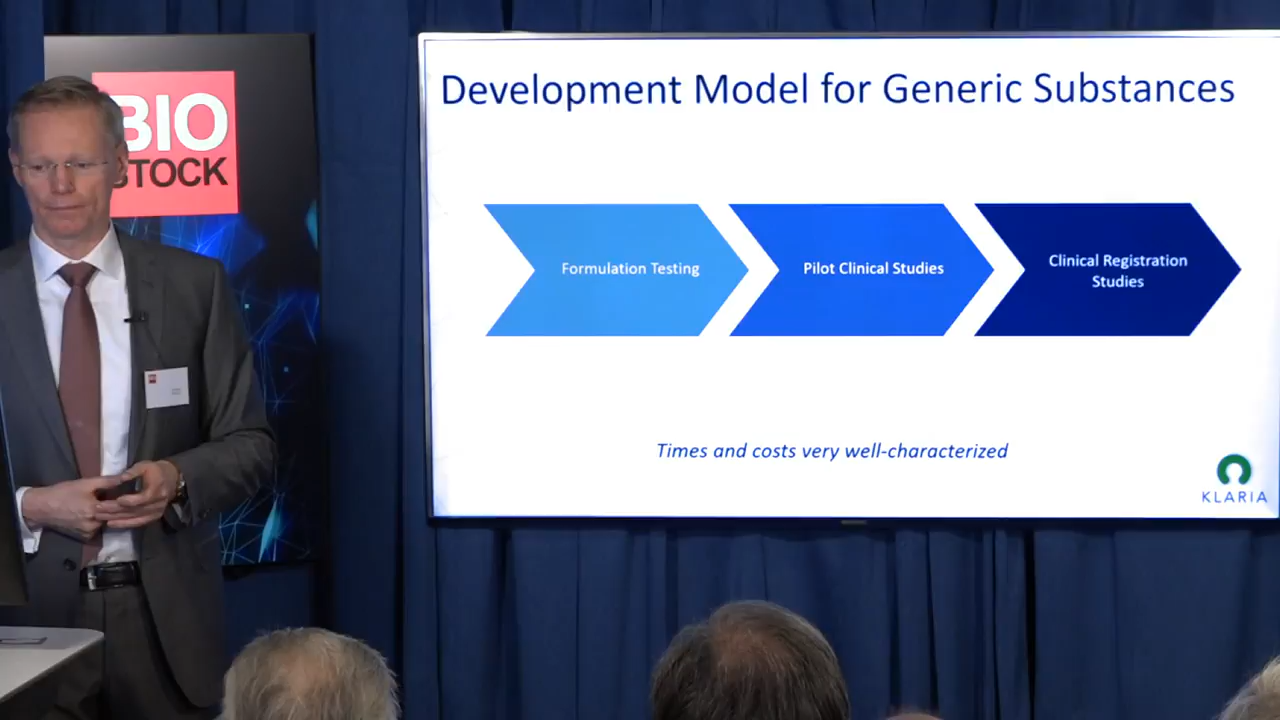 BIO
STOCK
Development Model for Generic Substances
Formulation Testing
Pilot Clinical Studies
Clinical Registration
Studies
Times and costs very well-characterized
KLARIA